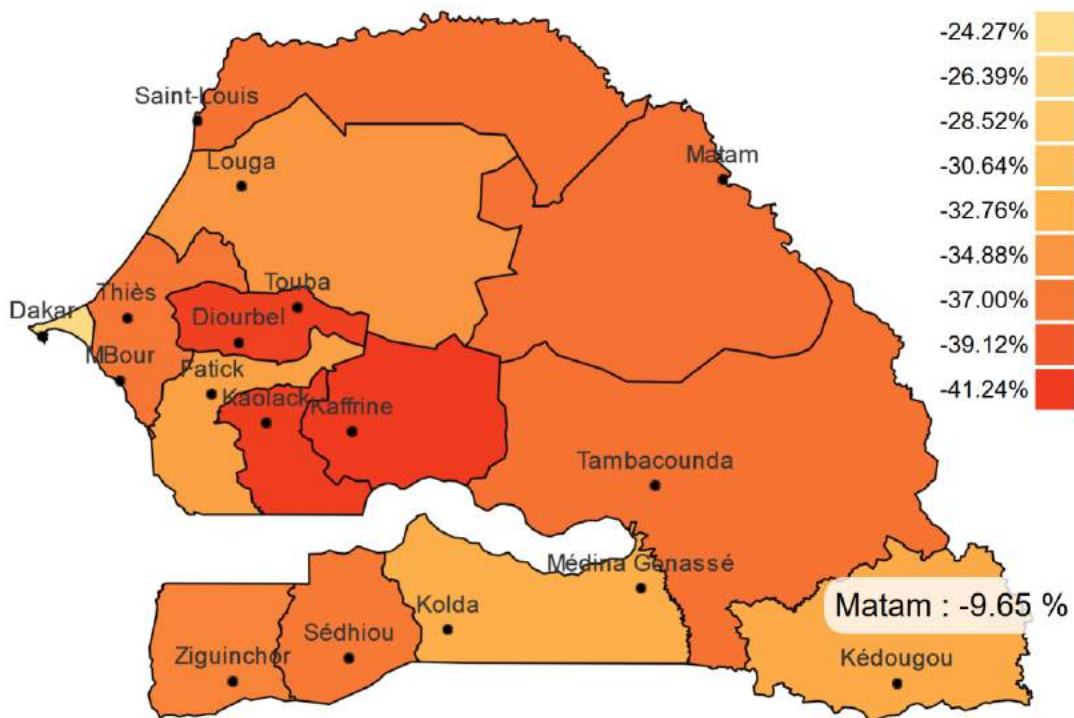 -24.27%
-26.39%
-28.52%
-30.64%
-32.76%
-34.88%
-37.00%
-39.12%
-41.24%
Saint-Louis
Matam
Louga
Touba
Thiès
Dakar
Diourbel
MBour
Fatick
Kaolack
Kaffrine
Tambacounda
Médina Gonassé
Matam : -9.65 %
Kolda
Sédhiou
Ziguinchor
Kédougou